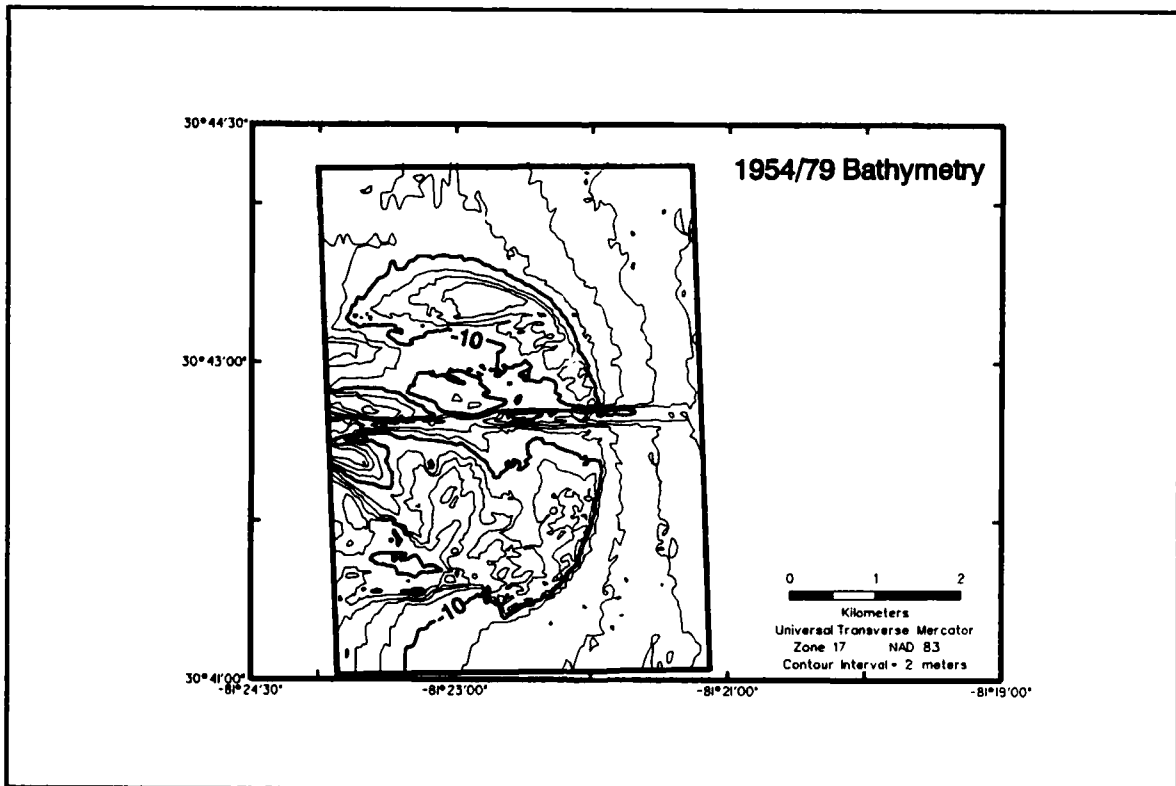 30°44'30"
1954/79 Bathymetry
-10
30°43'00"
-10
0 1 2
Kilometers
Universal Transverse Mercator
Zone 17 NAD 83
Contour Interval = 2 meters
30°41'00"
-81°24'30" -81°23'00" -81°21'00" -81°19'00"